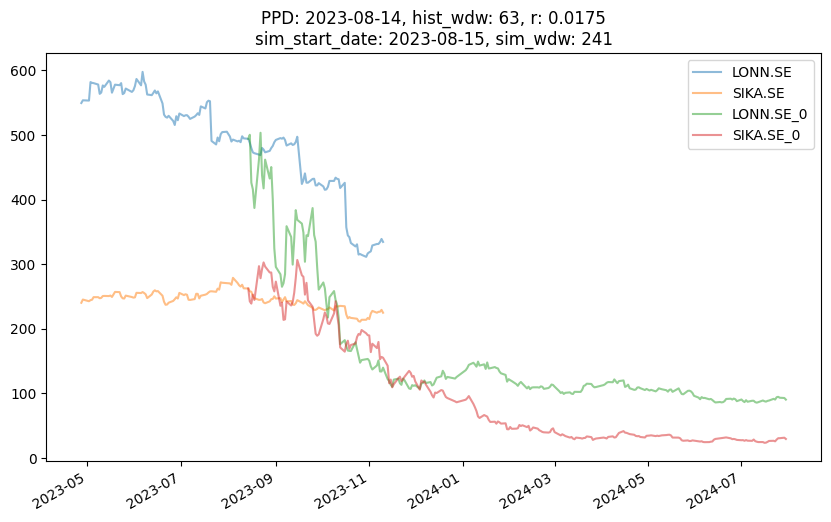 PPD: 2023-08-14, hist_wdw: 63, r: 0.0175
sim_start_date: 2023-08-15, sim_wdw: 241
LONN.SE
SIKA.SE
LONN.SE_0
SIKA.SE_0
600
500
400
300
200
100
0
2023-05
2023-07
2023-09
2023-11
2024-01
2024-03
2024-05
2024-07